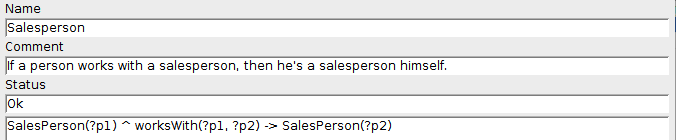 Name
Salesperson
Comment
If a person works with a salesperson, then he's a salesperson himself.
Status
Ok
SalesPerson(?p1) ^ worksWith(?p1, ?p2) -> SalesPerson(?p2)